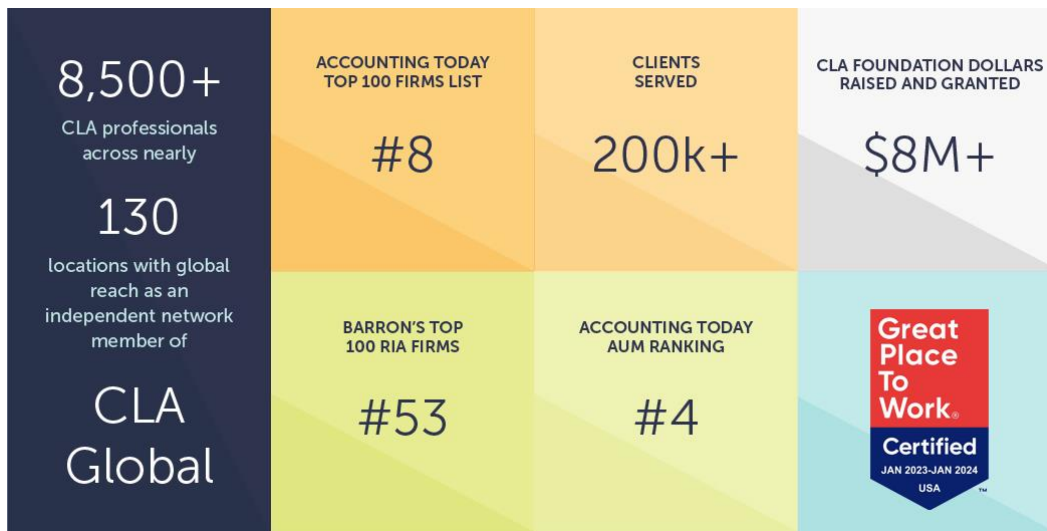 8,500+
CLA professionals
across nearly
130
locations with global
reach as an
independent network
member of
CLA
Global
ACCOUNTING TODAY
TOP 100 FIRMS LIST
#8
CLIENTS
SERVED
200k+
CLA FOUNDATION DOLLARS
RAISED AND GRANTED
$8M+
BARRON'S TOP
100 RIA FIRMS
#53
ACCOUNTING TODAY
AUM RANKING
#4
Great
Place
To
Work®
Certified
JAN 2023-JAN 2024
USA
™